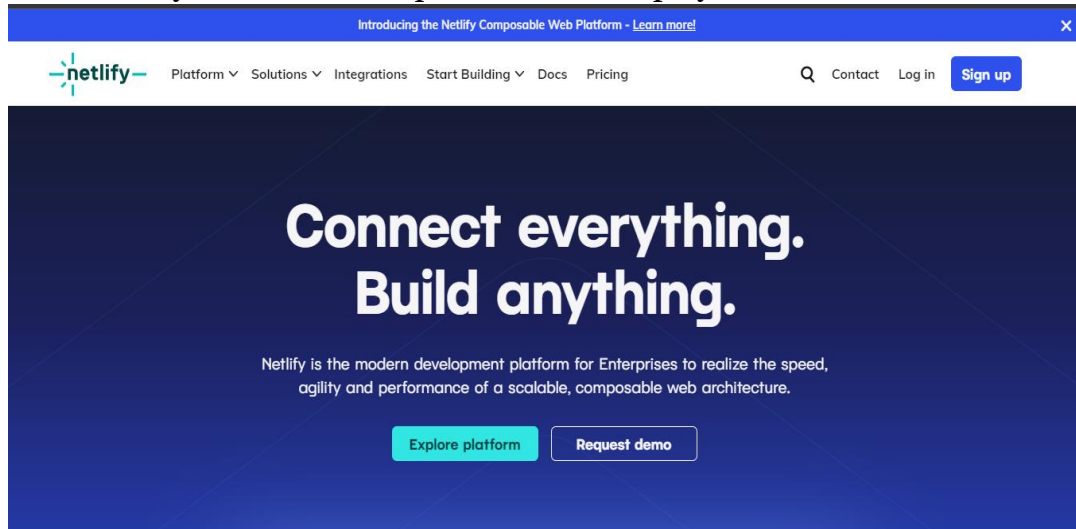 Introducing the Netlify Composable Web Platform - Learn more!
netlify Platform Solutions Integrations Start Building Docs Pricing Contact Log in Sign up
Connect everything.
Build anything.
Netlify is the modern development platform for Enterprises to realize the speed,
agility and performance of a scalable, composable web architecture.
Explore platform Request demo